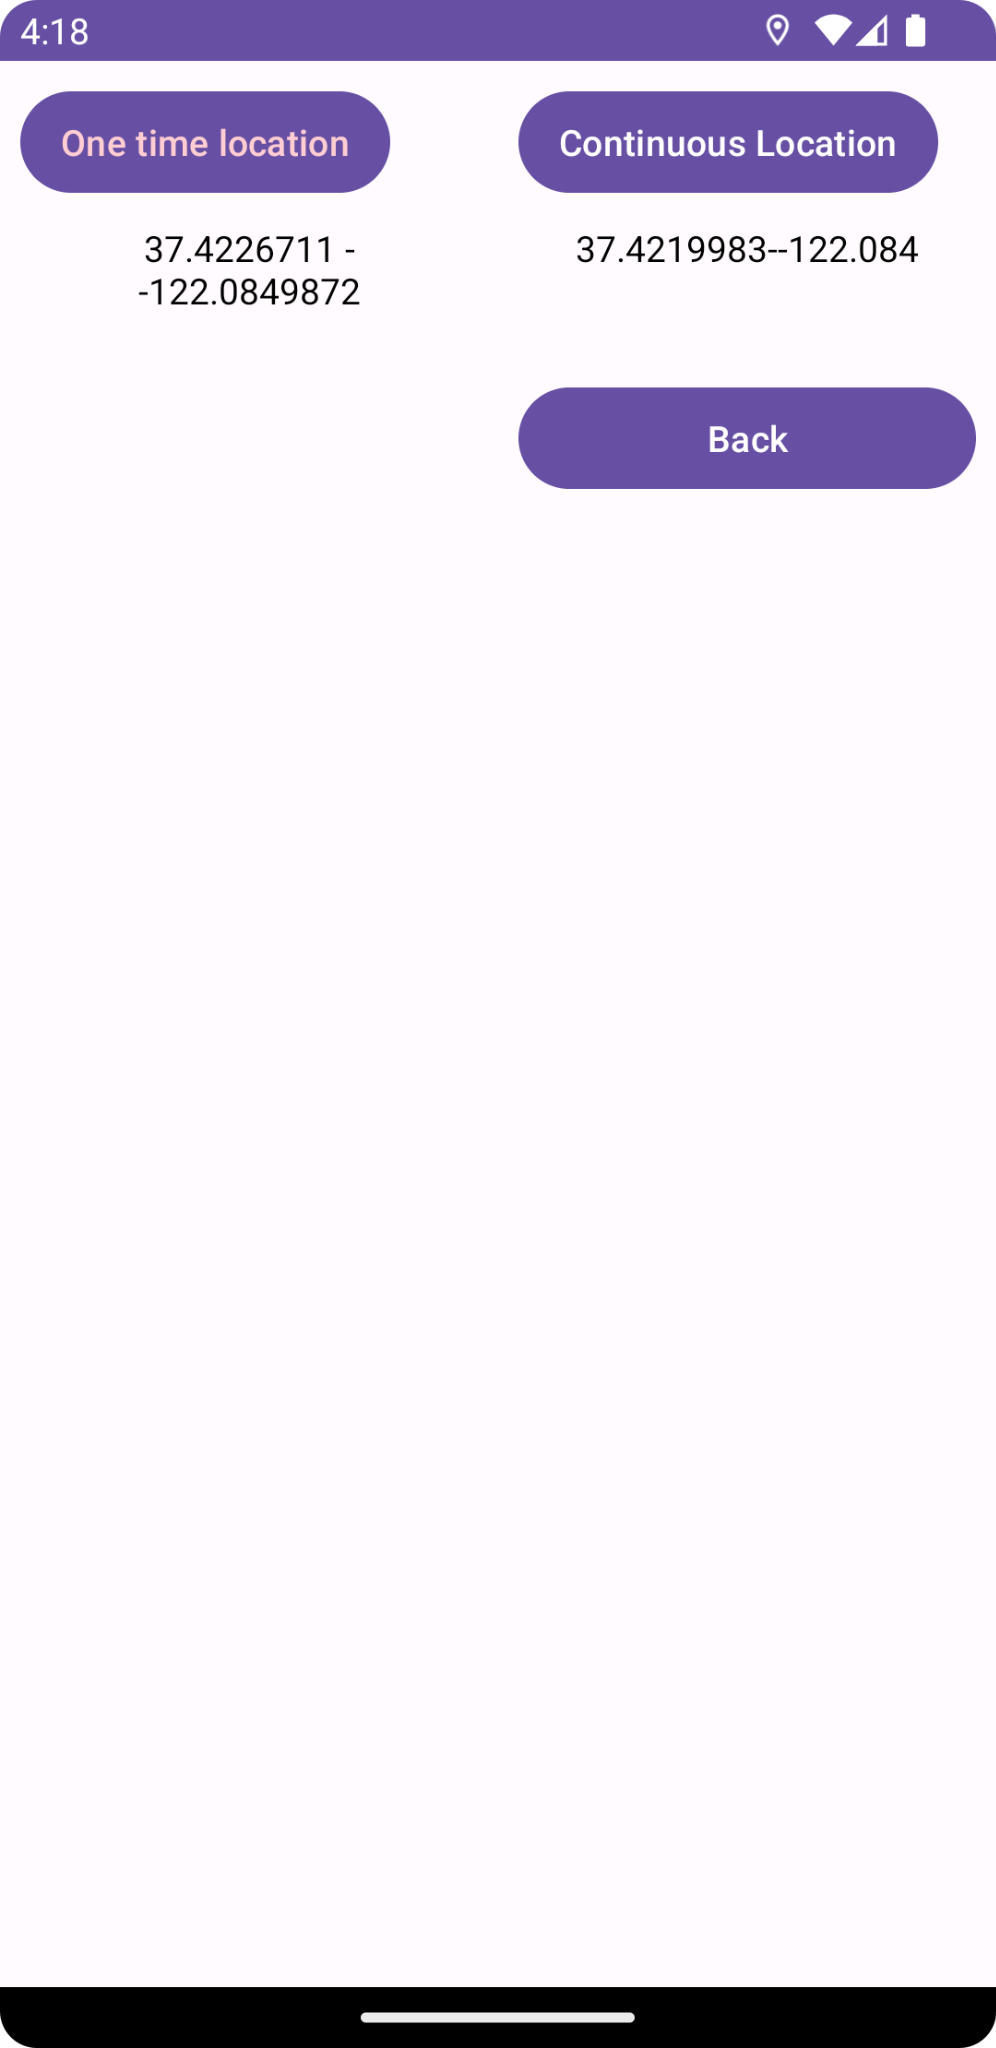 4:18
One time location
Continuous Location
37.4226711 -
-122.0849872
37.4219983--122.084
Back